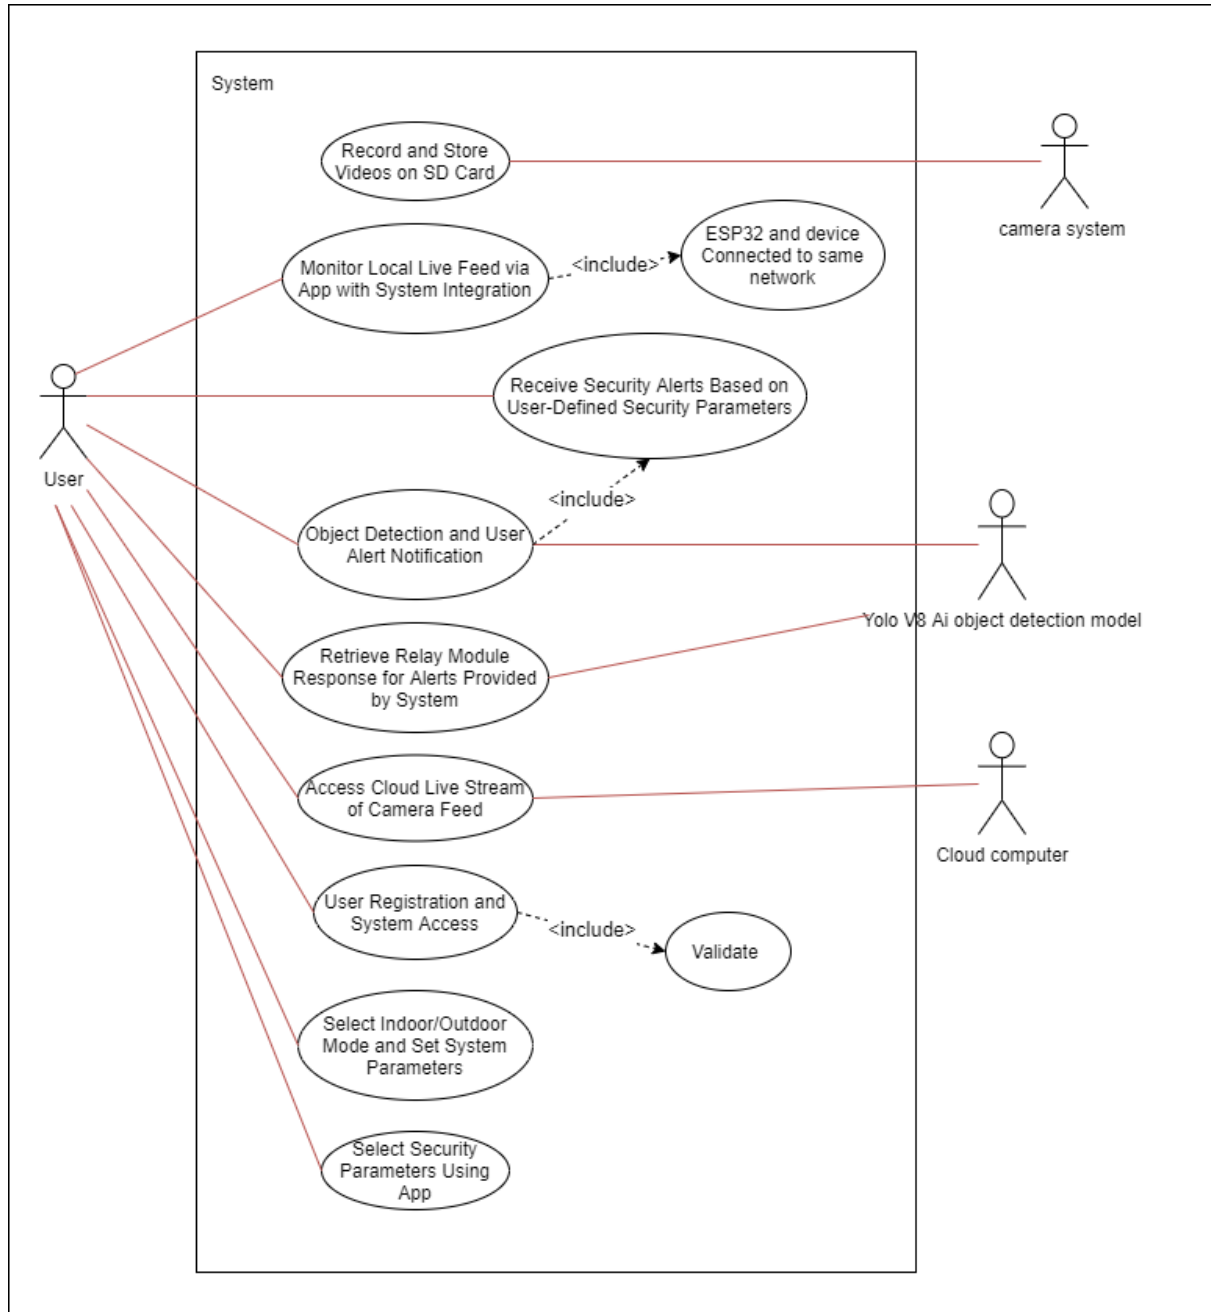 System
Record and Store
Videos on SD Card
camera system
ESP32 and device
Connected to same
network
<include>
Monitor Local Live Feed via
App with System Integration
Receive Security Alerts Based on
User-Defined Security Parameters
User
<include>
Object Detection and User
Alert Notification
Yolo V8 Ai object detection model
Retrieve Relay Module
Response for Alerts Provided
by System
Access Cloud Live Stream
of Camera Feed
Cloud computer
User Registration and
System Access
<include>
Validate
Select Indoor/Outdoor
Mode and Set System
Parameters
Select Security
Parameters Using
App